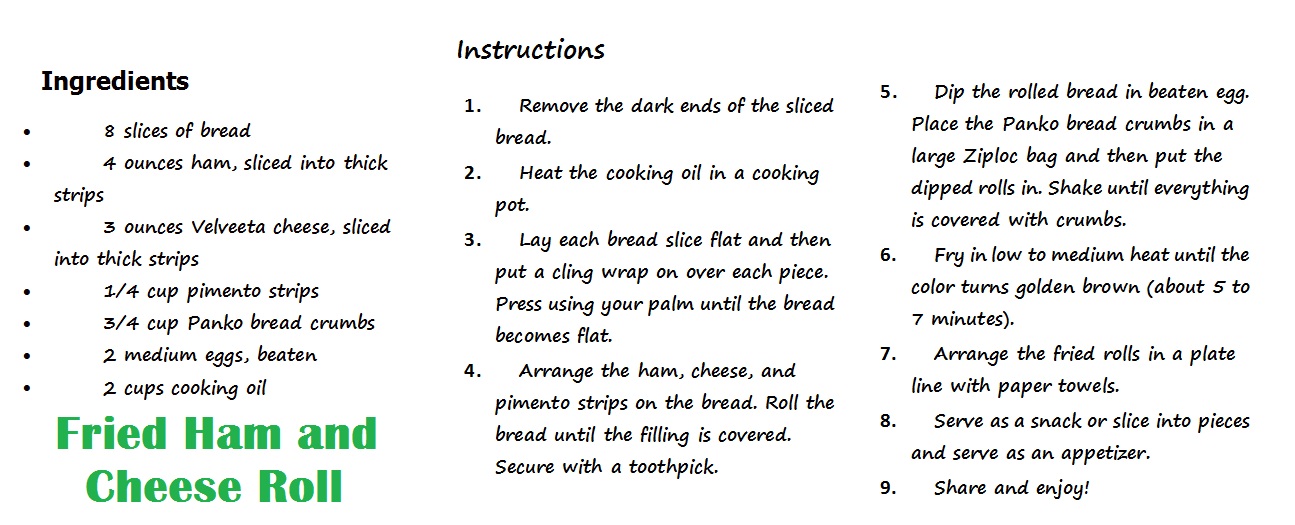 Ingredients
• 8 slices of bread
• 4 ounces ham, sliced into thick
strips
• 3 ounces Velveeta cheese, sliced
into thick strips
• 1/4 cup pimento strips
• 3/4 cup Panko bread crumbs
• 2 medium eggs, beaten
• 2 cups cooking oil
Fried Ham and
Cheese Roll
Instructions
1. Remove the dark ends of the sliced
bread.
2. Heat the cooking oil in a cooking
pot.
3. Lay each bread slice flat and then
put a cling wrap on over each piece.
Press using your palm until the bread
becomes flat.
4. Arrange the ham, cheese, and
pimento strips on the bread. Roll the
bread until the filling is covered.
Secure with a toothpick.
5. Dip the rolled bread in beaten egg.
Place the Panko bread crumbs in a
large Ziploc bag and then put the
dipped rolls in. Shake until everything
is covered with crumbs.
6. Fry in low to medium heat until the
color turns golden brown (about 5 to
7 minutes).
7. Arrange the fried rolls in a plate
line with paper towels.
8. Serve as a snack or slice into pieces
and serve as an appetizer.
9. Share and enjoy!